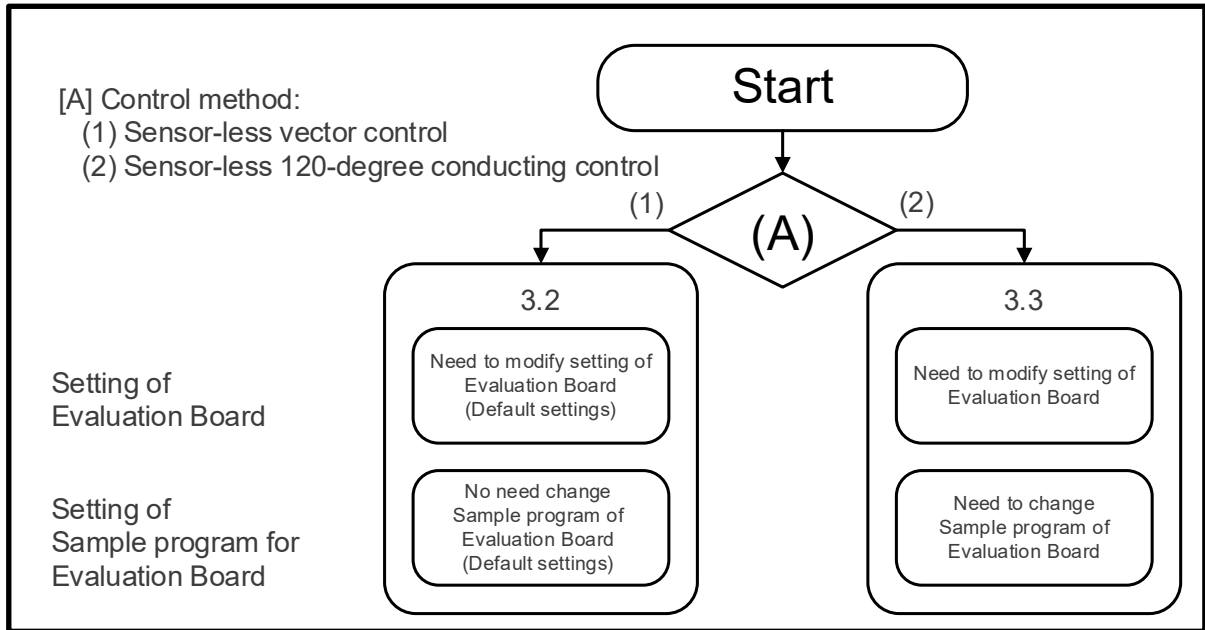 Start
[A] Control method:
(1) Sensor-less vector control
(2) Sensor-less 120-degree conducting control
(1)
(A)
(2)
3.2
3.3
Setting of
Evaluation Board
Need to modify setting of
Evaluation Board
(Default settings)
Need to modify setting of
Evaluation Board
Setting of
Sample program for
Evaluation Board
No need change
Sample program of
Evaluation Board
(Default settings)
Need to change
Sample program of
Evaluation Board